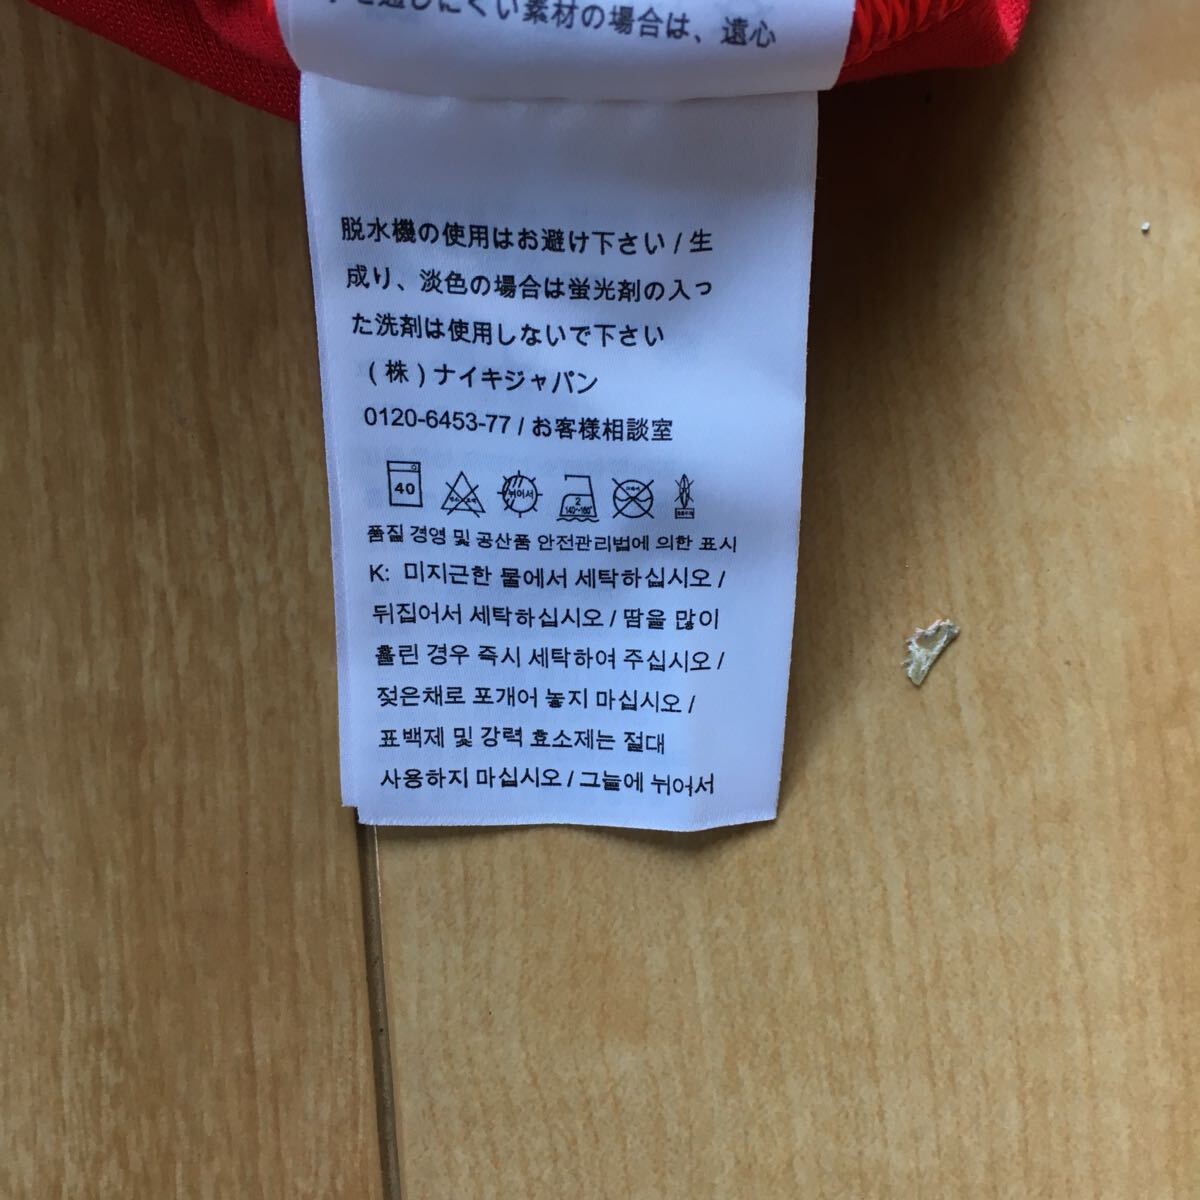 を通しにくい素材の場合は、遠心
脱水機の使用はお避け下さい / 生
成り、淡色の場合は蛍光剤の入っ
た洗剤は使用しないで下さい
( 株 ) ナイキジャパン
0120-6453-77 / お客様相談室
40 뉘어서 2 140~160°
품질 경영 및 공산품 안전관리법에 의한 표시
K: 미지근한 물에서 세탁하십시오 /
뒤집어서 세탁하십시오 / 땀을 많이
흘린 경우 즉시 세탁하여 주십시오 /
젖은채로 포개어 놓지 마십시오 /
표백제 및 강력 효소제는 절대
사용하지 마십시오 / 그늘에 뉘어서